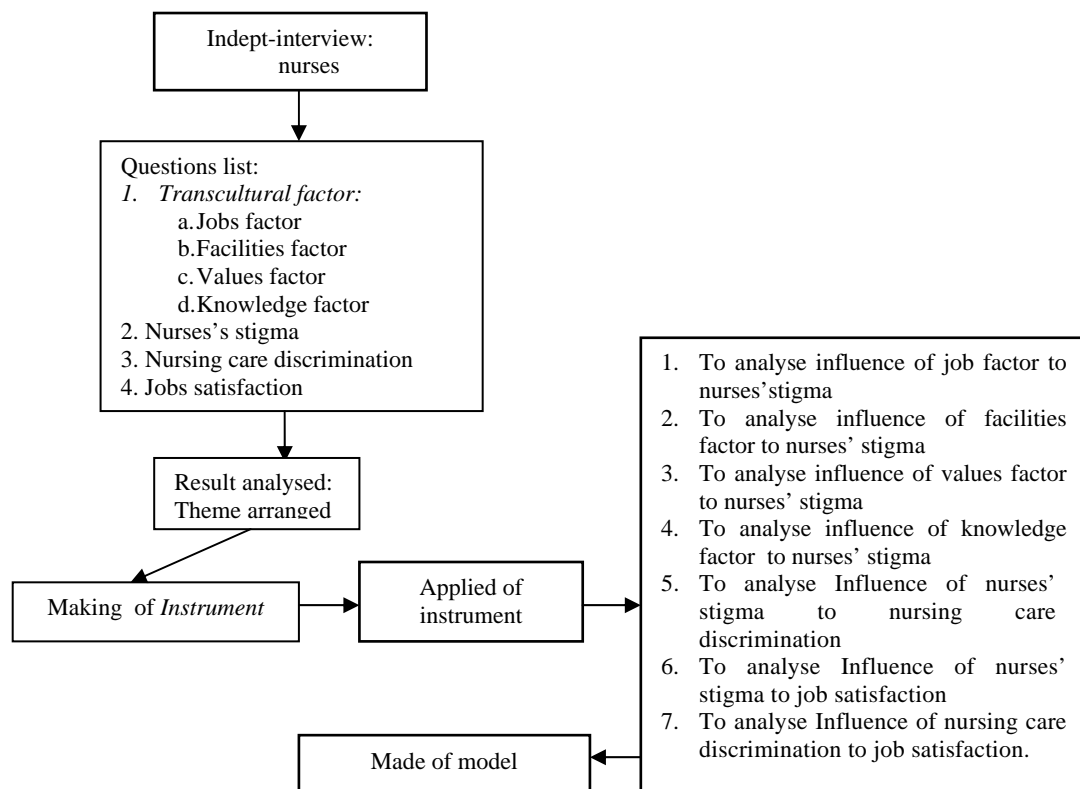 Indept-interview:
nurses
Questions list:
1. Transcultural factor:
a.Jobs factor
b.Facilities factor
c.Values factor
d.Knowledge factor
2. Nurses's stigma
3. Nursing care discrimination
4. Jobs satisfaction
Result analysed:
Theme arranged
Making of Instrument
Applied of
instrument
1. To analyse influence of job factor to
nurses'stigma
2. To analyse influence of facilities
factor to nurses' stigma
3. To analyse influence of values factor
to nurses' stigma
4. To analyse influence of knowledge
factor to nurses' stigma
5. To analyse Influence of nurses'
stigma to nursing care
discrimination
6. To analyse Influence of nurses'
stigma to job satisfaction
7. To analyse Influence of nursing care
discrimination to job satisfaction.
Made of model